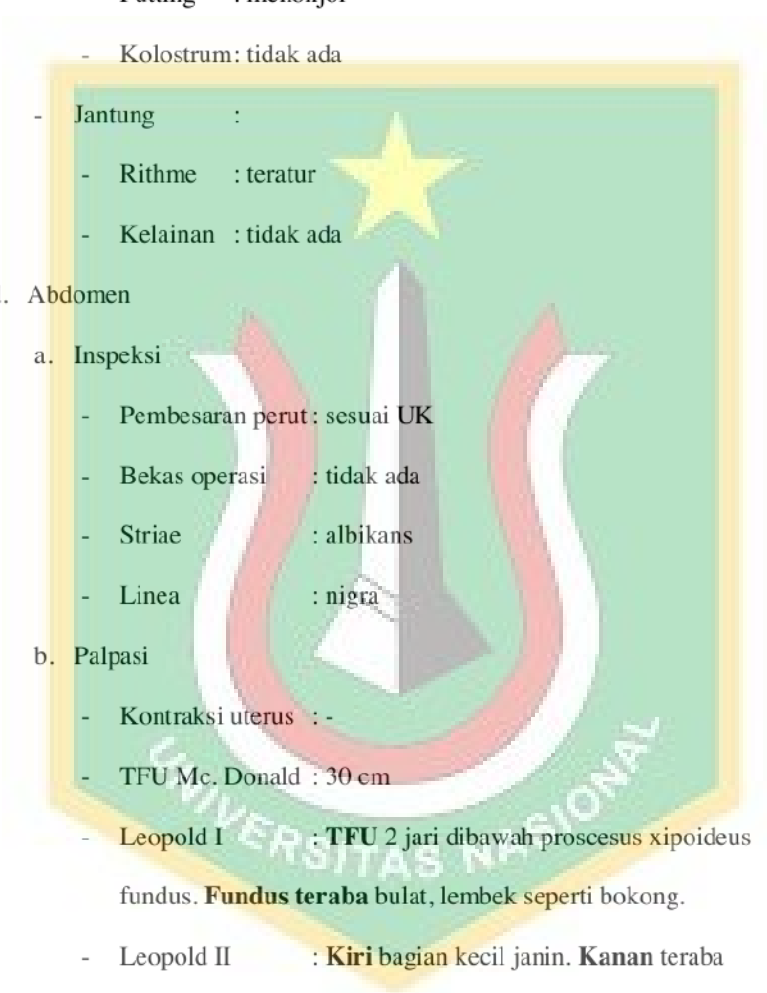 - Kolostrum: tidak ada
- Jantung :
- Rithme : teratur
- Kelainan : tidak ada
. Abdomen
a. Inspeksi
- Pembesaran perut : sesuai UK
- Bekas operasi : tidak ada
- Striae : albikans
- Linea : nigra
b. Palpasi
- Kontraksi uterus : -
- TFU Mc. Donald : 30 cm
- Leopold I : TFU 2 jari dibawah proscesus xipoideus
fundus. Fundus teraba bulat, lembek seperti bokong.
- Leopold II : Kiri bagian kecil janin. Kanan teraba
UNIVERSITAS NASIONAL